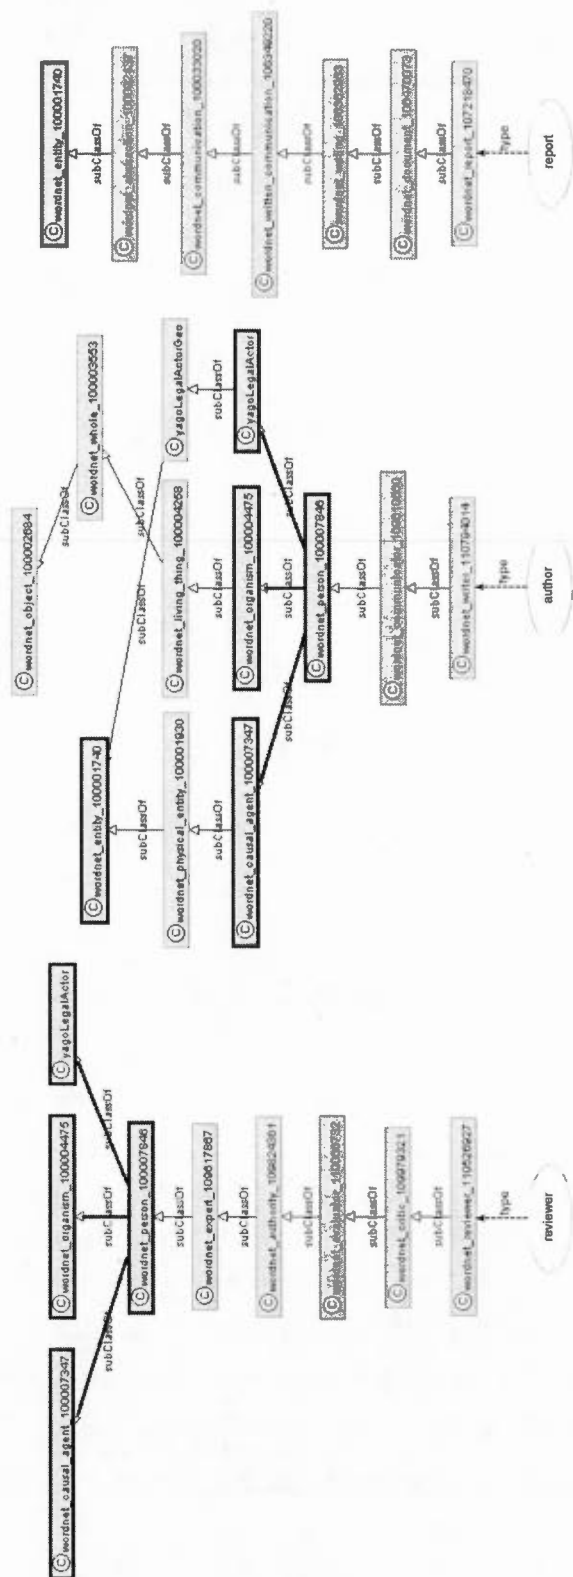 ©wordnet_causal_agent_100007347
©wordnet_organism_100004475
©yagoLegalActor
subClassOf
subClassOf
subClassOf
©wordnet_person_100007846
subClassOf
©wordnet_expert_109617867
subClassOf
©wordnet_authority_109824361
subClassOf
subClassOf
©wordnet_critic_109979321
subClassOf
©wordnet_reviewer_110526927
type
reviewer
©wordnet_object_100002684
subClassOf
©wordnet_entity_100001740
©wordnet_whole_100003553
subClassOf
subClassOf
©wordnet_physical_entity_100001930
©wordnet_living_thing_100004258
©yagoLegalActorGeo
subClassOf
subClassOf
subClassOf
©wordnet_causal_agent_100007347
©wordnet_organism_100004475
©yagoLegalActor
subClassOf
subClassOf
subClassOf
©wordnet_person_100007846
subClassOf
subClassOf
©wordnet_writer_110794014
type
author
©wordnet_entity_100001740
subClassOf
subClassOf
©wordnet_communication_100033020
subClassOf
©wordnet_written_communication_106349220
subClassOf
subClassOf
subClassOf
©wordnet_report_107218470
type
report